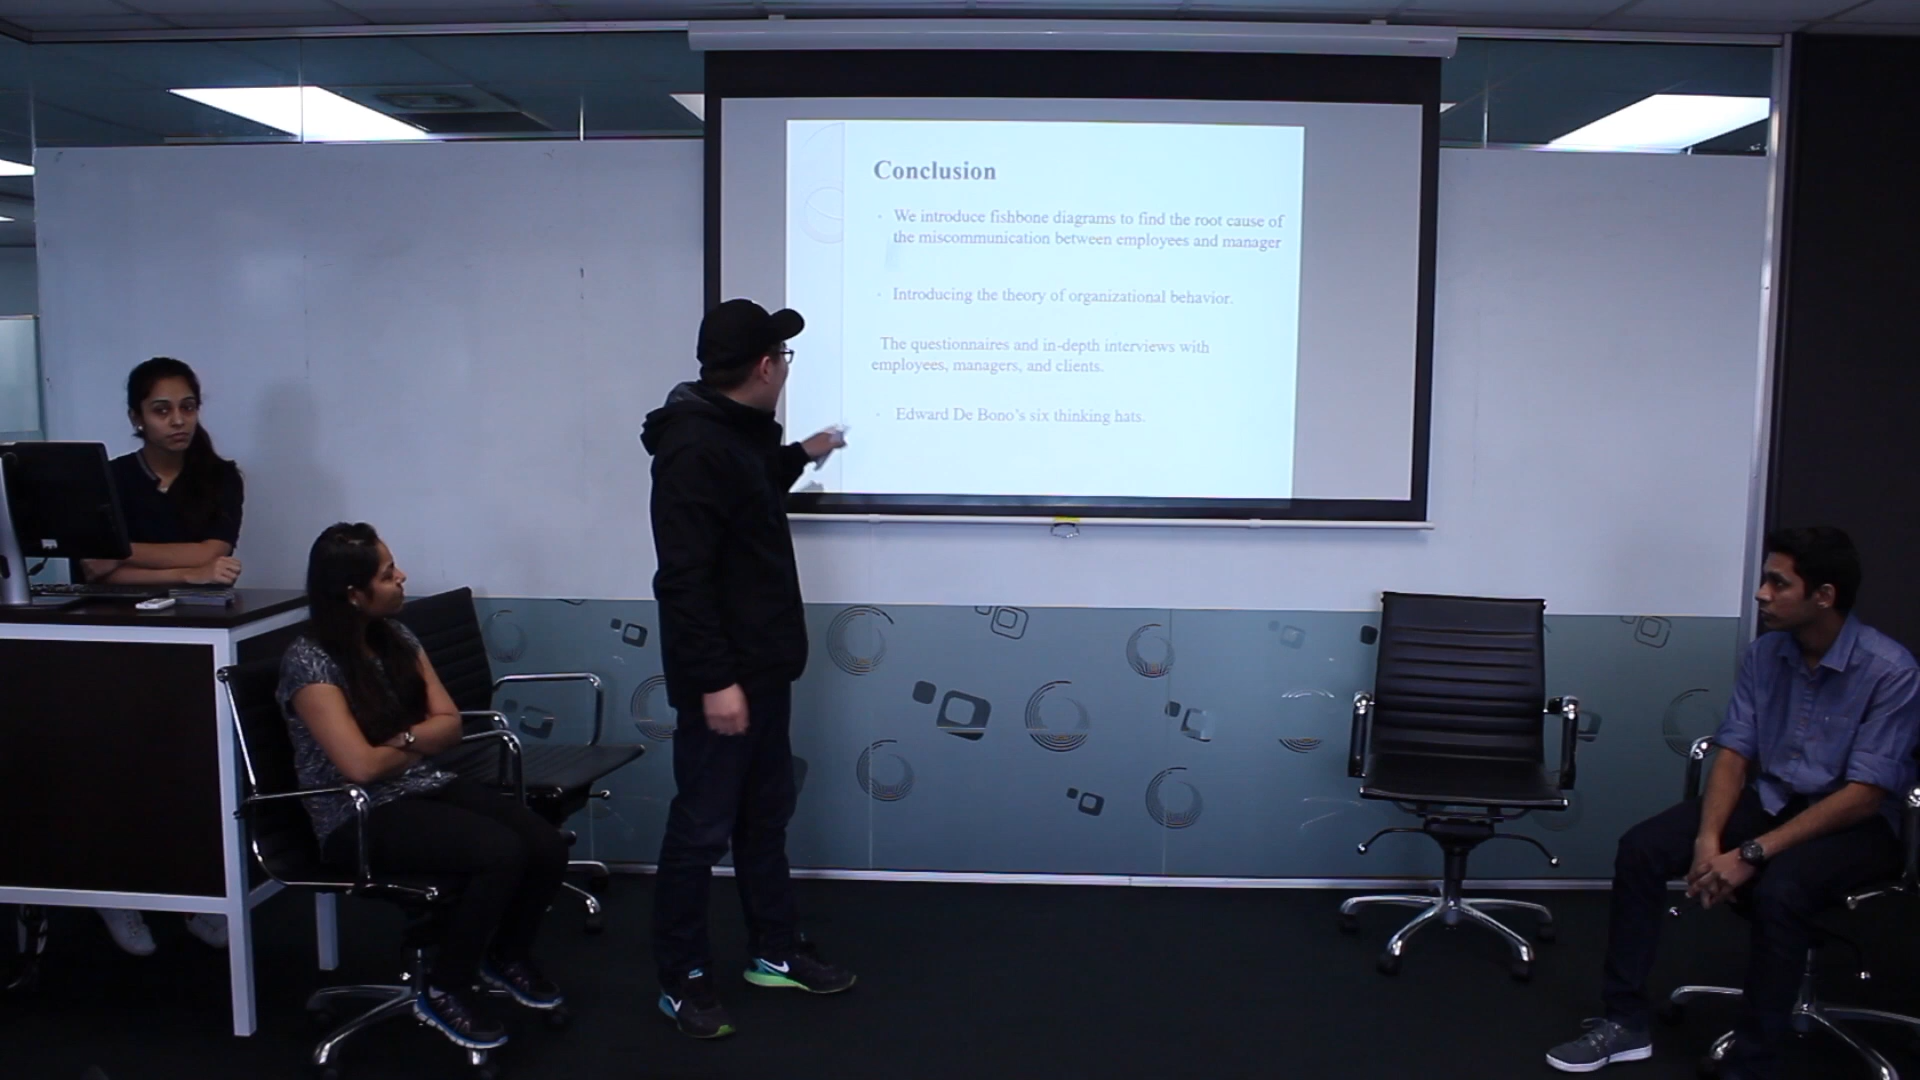 Conclusion
We introduce fishbone diagrams to find the root cause of
the miscommunication between employees and manager
Introducing the theory of organizational behavior.
The questionnaires and in-depth interviews with
employees, managers, and clients.
Edward De Bono's six thinking hats.